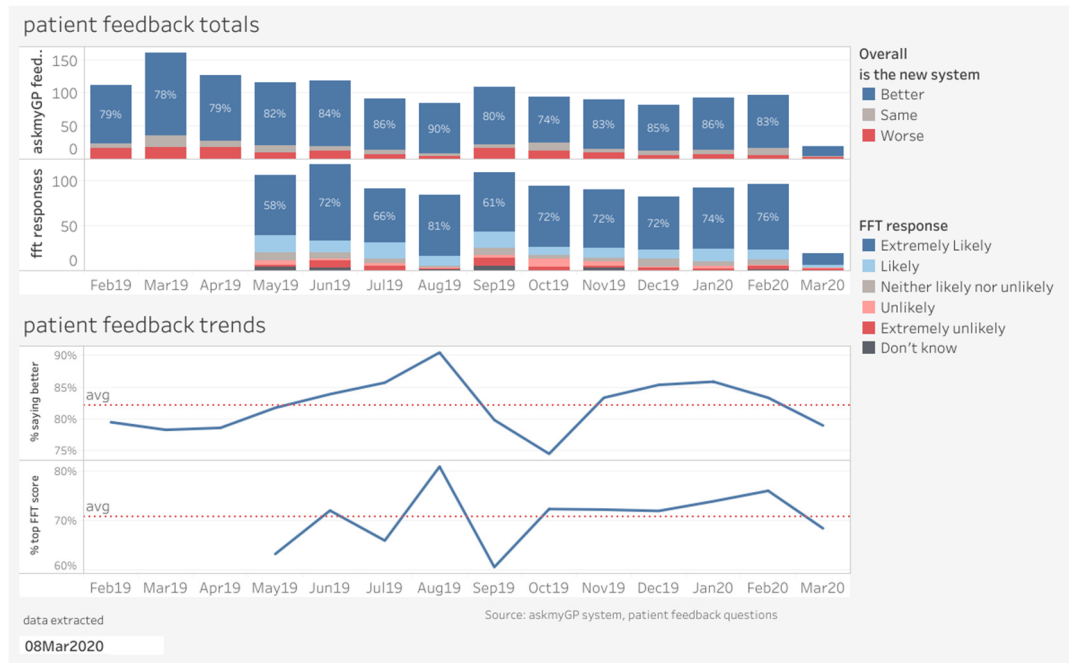 patient feedback totals
askmyGP feed..
150
100
50
0
79%
78%
79%
82%
84%
86%
90%
80%
74%
83%
85%
86%
83%
Overall
is the new system
Better
Same
Worse
fft responses
100
50
0
58%
72%
66%
81%
61%
72%
72%
72%
74%
76%
Feb19 Mar19 Apr19 May19 Jun19 Jul19 Aug19 Sep19 Oct19 Nov19 Dec19 Jan20 Feb20 Mar20
FFT response
Extremely Likely
Likely
Neither likely nor unlikely
Unlikely
Extremely unlikely
Don't know
patient feedback trends
% saying better
90%
85%
80%
75%
avg
% top FFT score
80%
70%
60%
avg
Feb19 Mar19 Apr19 May19 Jun19 Jul19 Aug19 Sep19 Oct19 Nov19 Dec19 Jan20 Feb20 Mar20
data extracted
08Mar2020
Source: askmyGP system, patient feedback questions